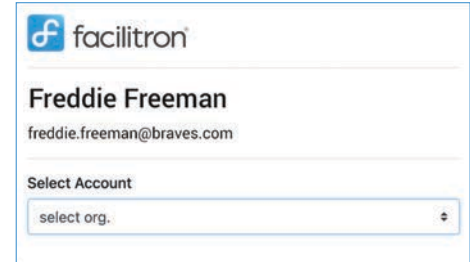 facilitron
Freddie Freeman
freddie.freeman@braves.com
Select Account
select org.